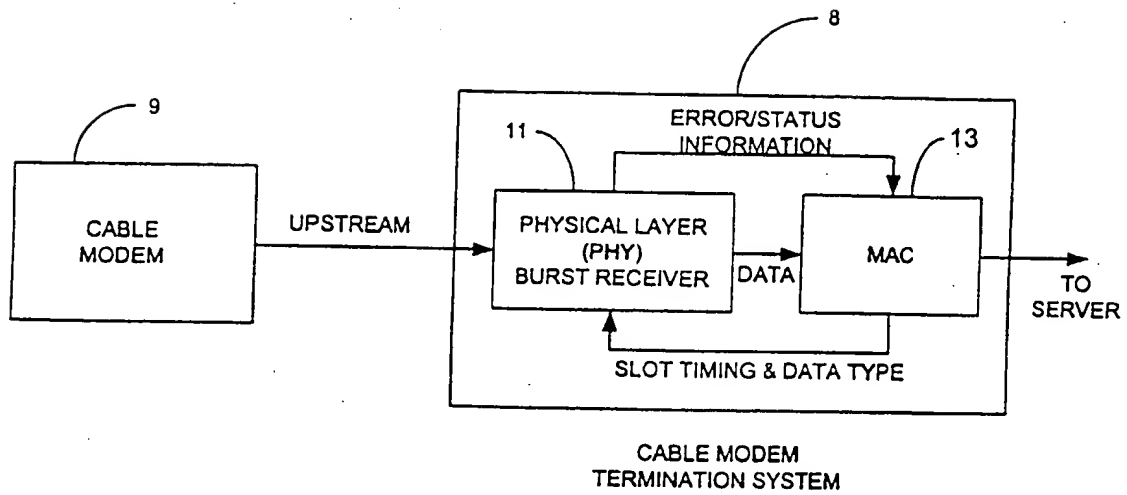 8
9
11
ERROR/STATUS
INFORMATION
13
CABLE
MODEM
UPSTREAM
PHYSICAL LAYER
(PHY)
BURST RECEIVER
DATA
MAC
TO
SERVER
SLOT TIMING & DATA TYPE
CABLE MODEM
TERMINATION SYSTEM